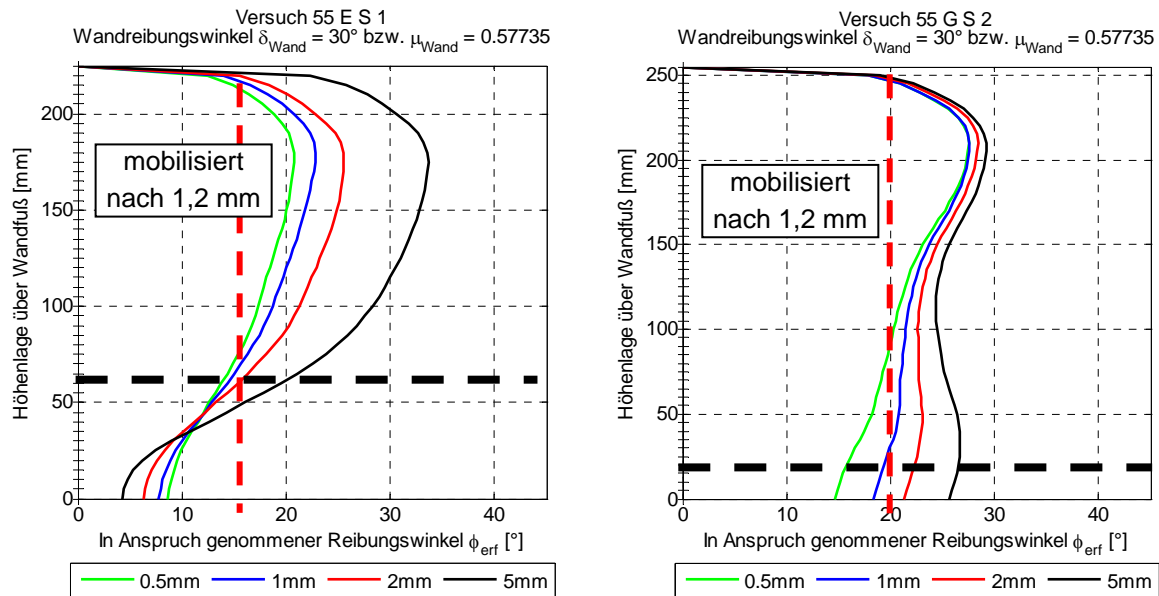 Versuch 55 E S 1
Wandreibungswinkel δWand = 30° bzw. μWand = 0.57735
Höhenlage über Wandfuß [mm]
200
150
100
50
0
mobilisiert
nach 1,2 mm
0 10 20 30 40
In Anspruch genommener Reibungswinkel ϕerf [°]
0.5mm 1mm 2mm 5mm
Versuch 55 G S 2
Wandreibungswinkel δWand = 30° bzw. μWand = 0.57735
Höhenlage über Wandfuß [mm]
250
200
150
100
50
0
mobilisiert
nach 1,2 mm
0 10 20 30 40
In Anspruch genommener Reibungswinkel ϕerf [°]
0.5mm 1mm 2mm 5mm